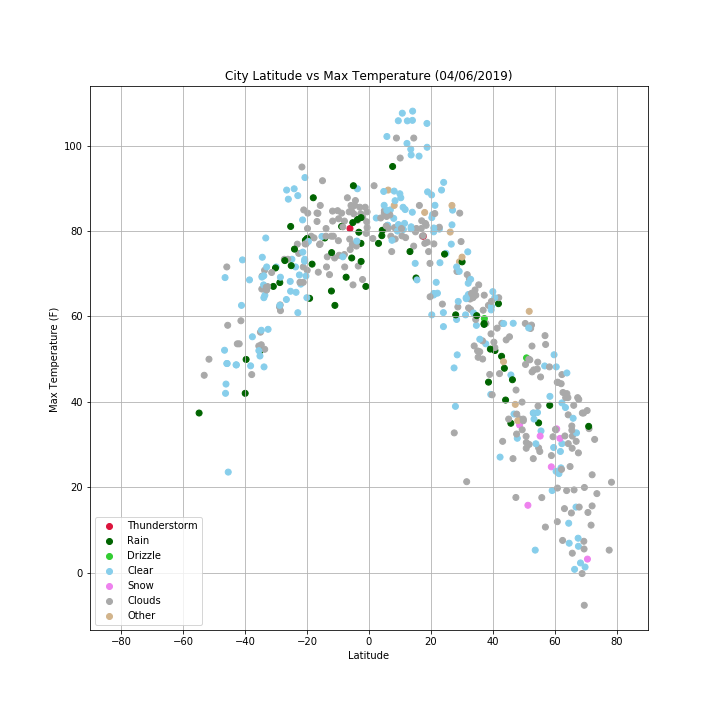 City Latitude vs Max Temperature (04/06/2019)
100
80
60
40
20
0
Max Temperature (F)
Thunderstorm
Rain
Drizzle
Clear
Snow
Clouds
Other
−80 −60 −40 −20 0 20 40 60 80
Latitude